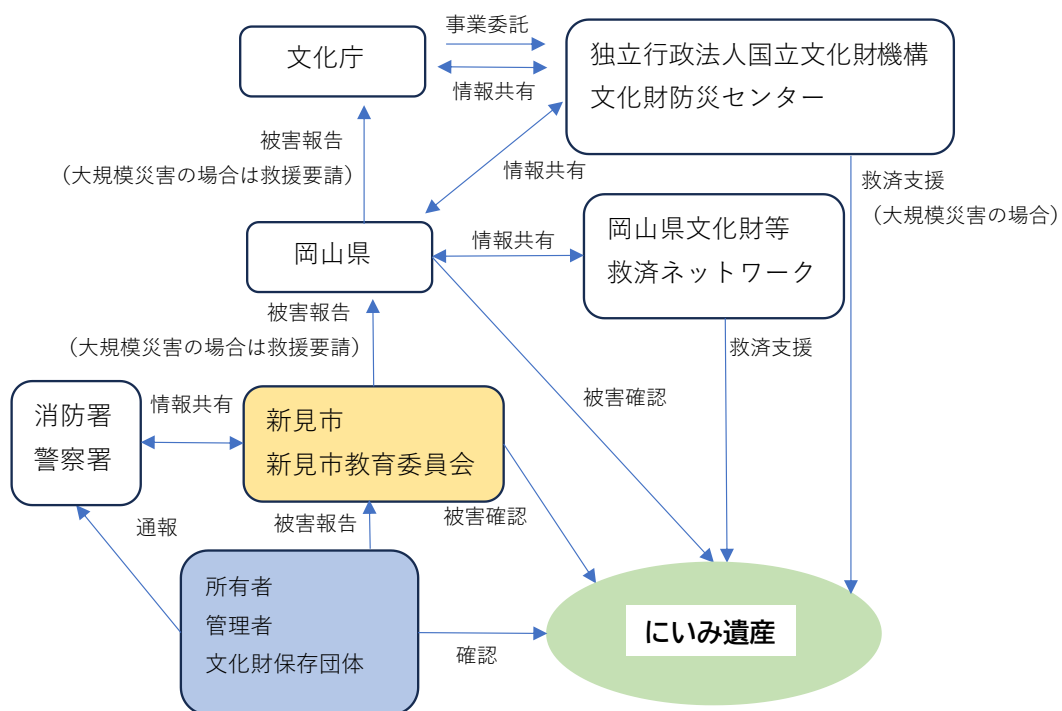 文化庁
事業委託
情報共有
独立行政法人国立文化財機構
文化財防災センター
被害報告
（大規模災害の場合は救援要請）
情報共有
救済支援
（大規模災害の場合）
岡山県
情報共有
岡山県文化財等
救済ネットワーク
被害報告
（大規模災害の場合は救援要請）
救済支援
被害確認
消防署
警察署
情報共有
新見市
新見市教育委員会
通報
被害報告
被害確認
所有者
管理者
文化財保存団体
確認
にいみ遺産